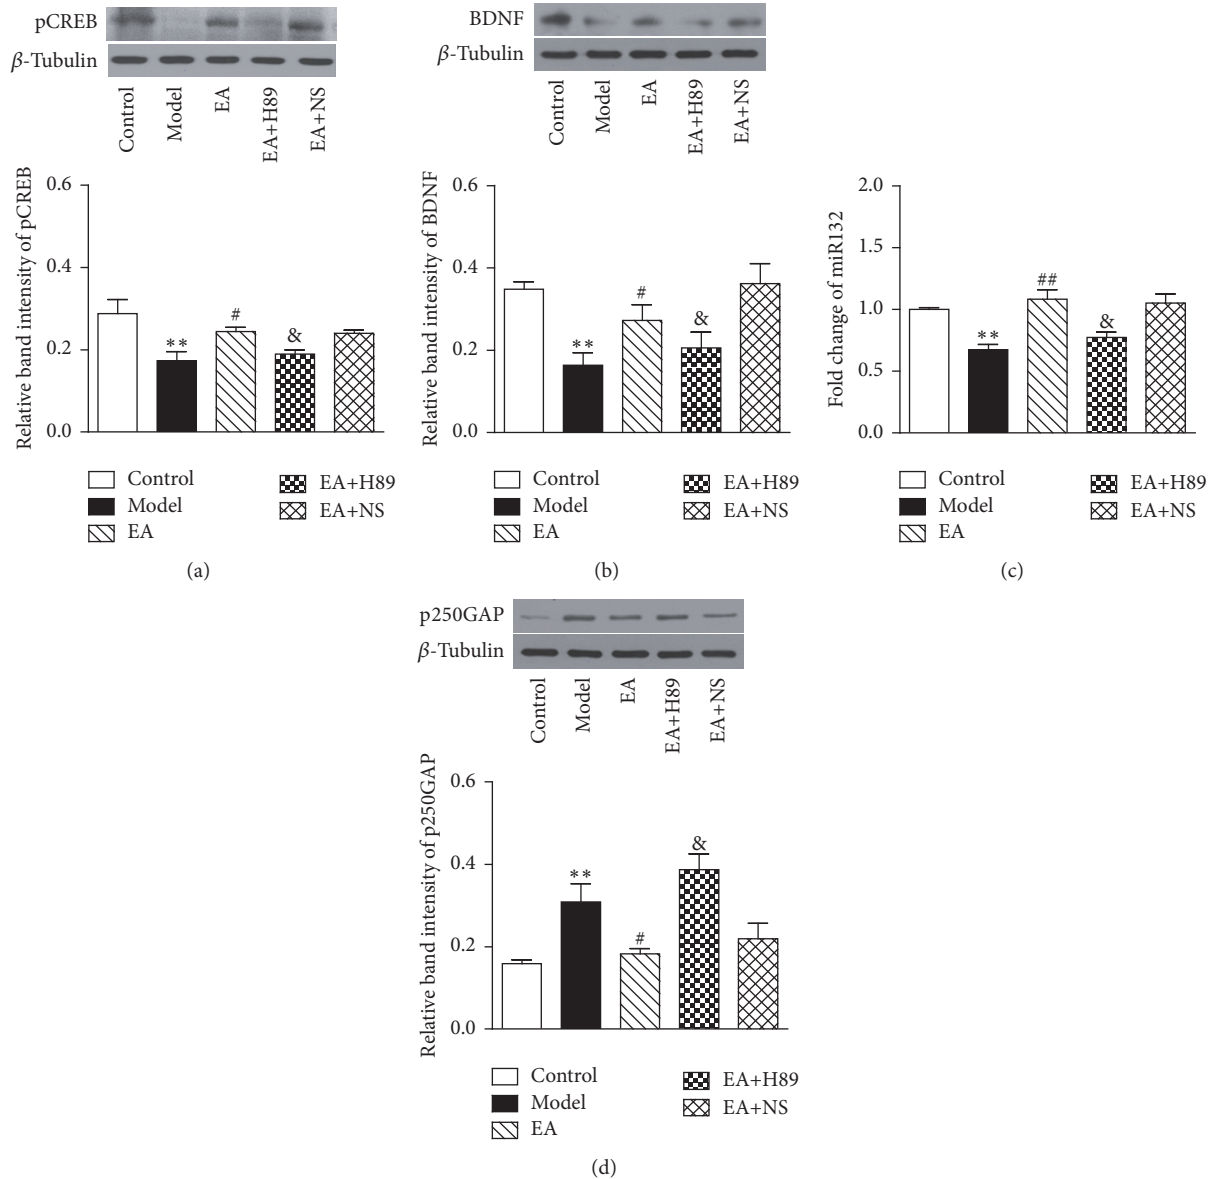 pCREB
β-Tubulin
Control
Model
EA
EA+H89
EA+NS
Relative band intensity of pCREB
0.6
0.4
0.2
0.0
**
#
&
Control
Model
EA
EA+H89
EA+NS
(a)
BDNF
β-Tubulin
Control
Model
EA
EA+H89
EA+NS
Relative band intensity of BDNF
0.6
0.4
0.2
0.0
**
#
&
Control
Model
EA
EA+H89
EA+NS
(b)
Fold change of miR132
2.0
1.5
1.0
0.5
0.0
**
##
&
Control
Model
EA
EA+H89
EA+NS
(c)
p250GAP
β-Tubulin
Control
Model
EA
EA+H89
EA+NS
Relative band intensity of p250GAP
0.6
0.4
0.2
0.0
**
#
&
Control
Model
EA
EA+H89
EA+NS
(d)